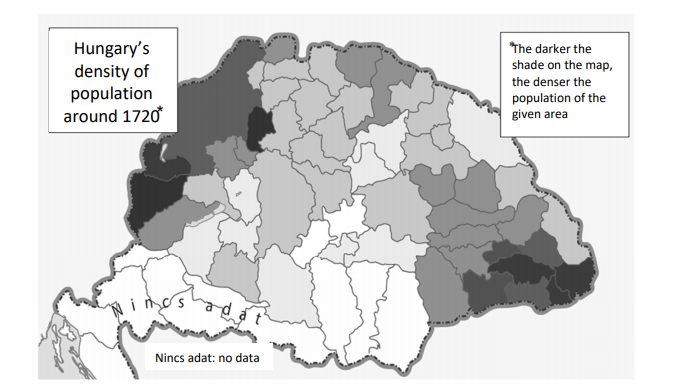 Hungary's
density of
population
around 1720*
*The darker the
shade on the map,
the denser the
population of the
given area
Nincs adat
Nincs adat: no data